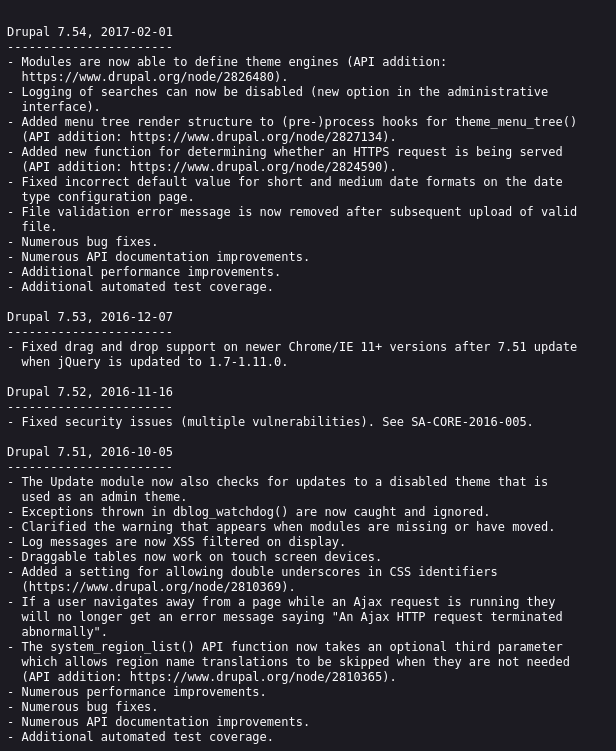 Drupal 7.54, 2017-02-01
-----------------------
- Modules are now able to define theme engines (API addition:
  https://www.drupal.org/node/2826480).
- Logging of searches can now be disabled (new option in the administrative
  interface).
- Added menu tree render structure to (pre-)process hooks for theme_menu_tree()
  (API addition: https://www.drupal.org/node/2827134).
- Added new function for determining whether an HTTPS request is being served
  (API addition: https://www.drupal.org/node/2824590).
- Fixed incorrect default value for short and medium date formats on the date
  type configuration page.
- File validation error message is now removed after subsequent upload of valid
  file.
- Numerous bug fixes.
- Numerous API documentation improvements.
- Additional performance improvements.
- Additional automated test coverage.

Drupal 7.53, 2016-12-07
-----------------------
- Fixed drag and drop support on newer Chrome/IE 11+ versions after 7.51 update
  when jQuery is updated to 1.7-1.11.0.

Drupal 7.52, 2016-11-16
-----------------------
- Fixed security issues (multiple vulnerabilities). See SA-CORE-2016-005.

Drupal 7.51, 2016-10-05
-----------------------
- The Update module now also checks for updates to a disabled theme that is
  used as an admin theme.
- Exceptions thrown in dblog_watchdog() are now caught and ignored.
- Clarified the warning that appears when modules are missing or have moved.
- Log messages are now XSS filtered on display.
- Draggable tables now work on touch screen devices.
- Added a setting for allowing double underscores in CSS identifiers
  (https://www.drupal.org/node/2810369).
- If a user navigates away from a page while an Ajax request is running they
  will no longer get an error message saying "An Ajax HTTP request terminated
  abnormally".
- The system_region_list() API function now takes an optional third parameter
  which allows region name translations to be skipped when they are not needed
  (API addition: https://www.drupal.org/node/2810365).
- Numerous performance improvements.
- Numerous bug fixes.
- Numerous API documentation improvements.
- Additional automated test coverage.